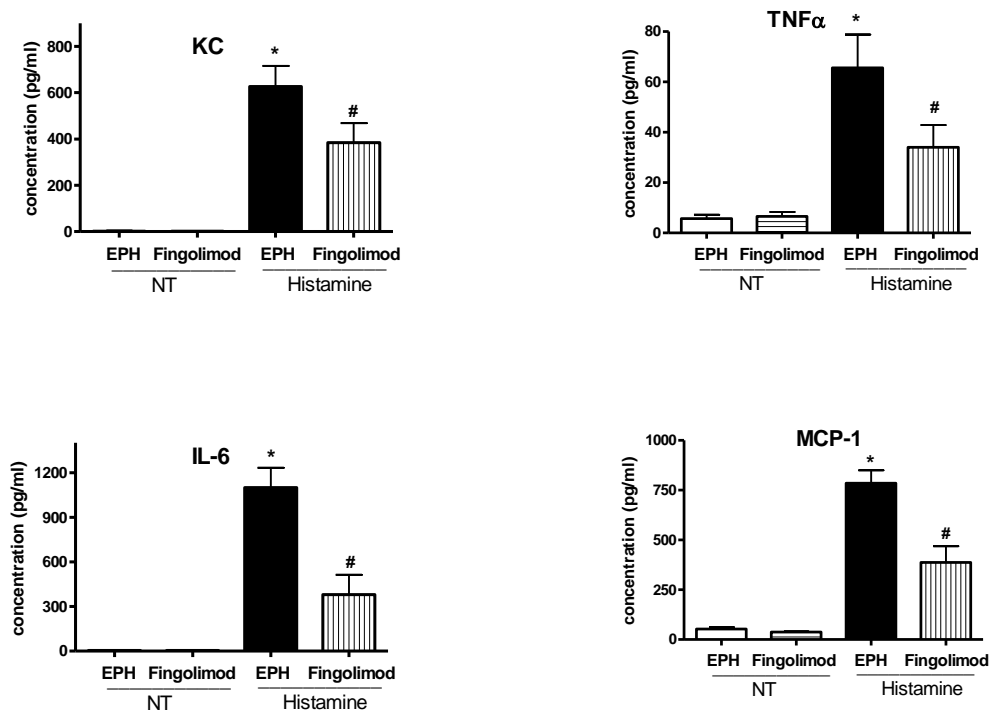 KC
concentration (pg/ml)
800
600
400
200
0
*
#
EPH Fingolimod EPH Fingolimod
NT Histamine
TNFα
concentration (pg/ml)
80
60
40
20
0
*
#
EPH Fingolimod EPH Fingolimod
NT Histamine
IL-6
concentration (pg/ml)
1200
900
600
300
0
*
#
EPH Fingolimod EPH Fingolimod
NT Histamine
MCP-1
concentration (pg/ml)
1000
750
500
250
0
*
#
EPH Fingolimod EPH Fingolimod
NT Histamine